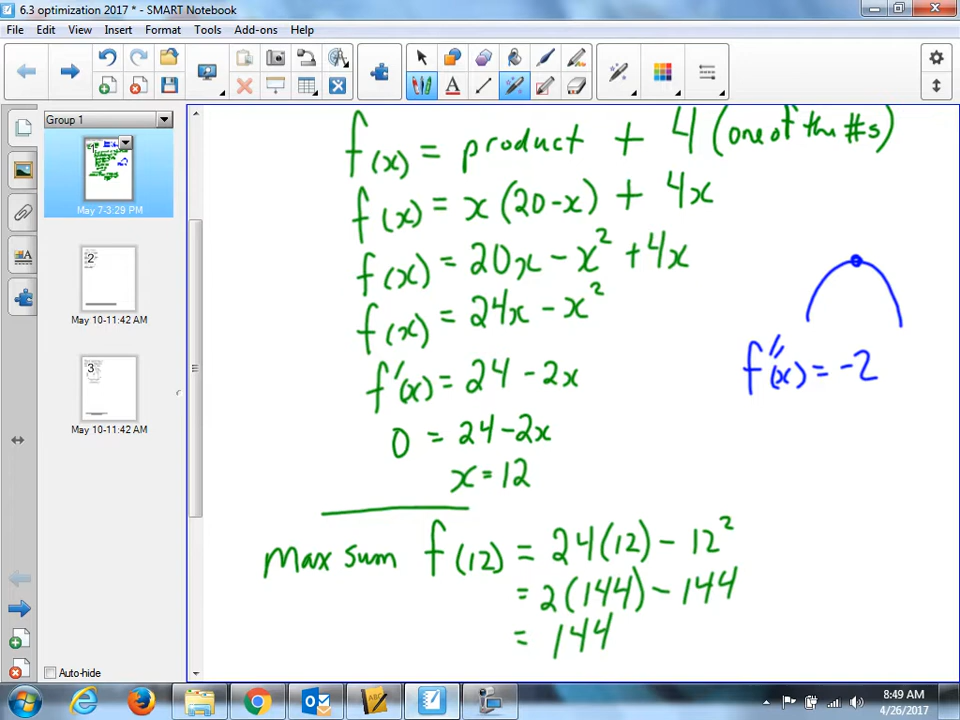 6.3 optimization 2017 * - SMART Notebook
File Edit View Insert Format Tools Add-ons Help
Group 1
May 7-3:29 PM
2
May 10-11:42 AM
3
May 10-11:42 AM
f(x) = product + 4 (one of the #s)
f(x) = x(20-x) + 4x
f(x) = 20x - x² + 4x
f(x) = 24x - x²
f'(x) = 24 - 2x
0 = 24 - 2x
x = 12
f''(x) = -2
Max sum f(12) = 24(12) - 12²
= 2(144) - 144
= 144
Auto-hide
8:49 AM
4/26/2017